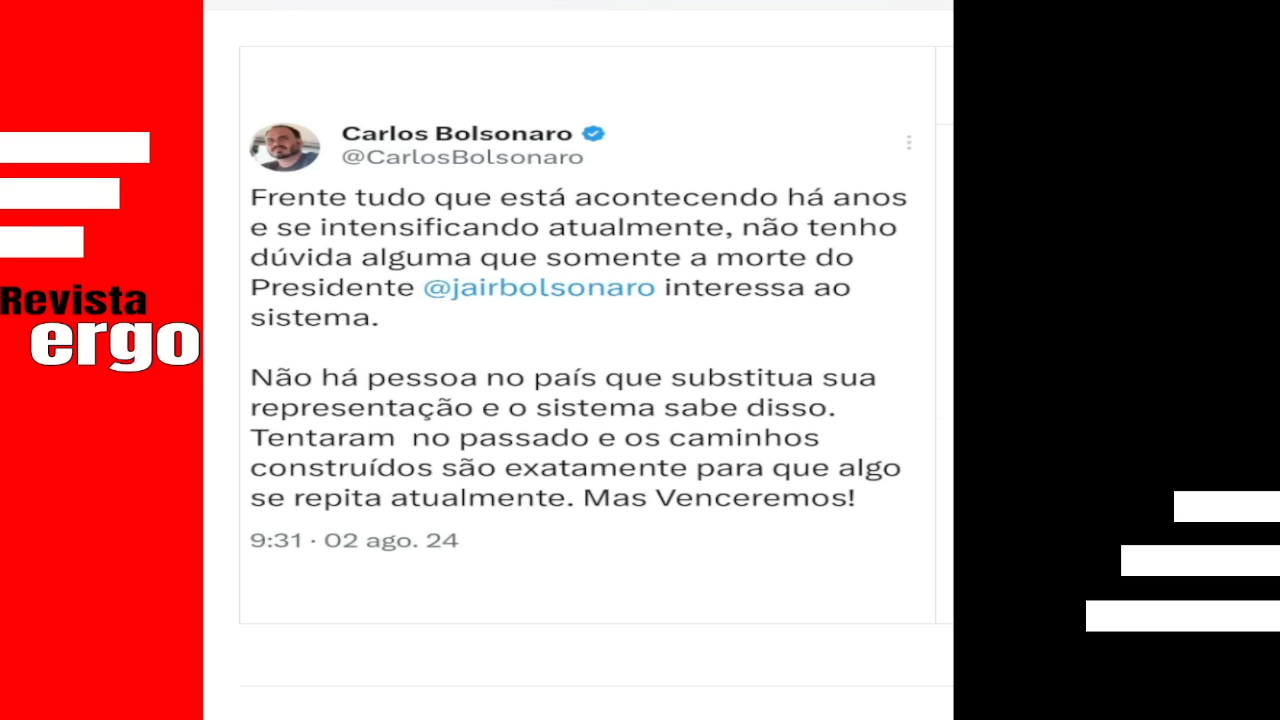 Revista
ergo
Carlos Bolsonaro
@CarlosBolsonaro
Frente tudo que está acontecendo há anos
e se intensificando atualmente, não tenho
dúvida alguma que somente a morte do
Presidente @jairbolsonaro interessa ao
sistema.
Não há pessoa no país que substitua sua
representação e o sistema sabe disso.
Tentaram  no passado e os caminhos
construídos são exatamente para que algo
se repita atualmente. Mas Venceremos!
9:31 · 02 ago. 24